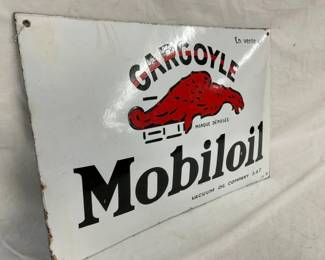 En vente
GARGOYLE
MARQUE DÉPOSÉE
Mobiloil
VACUUM OIL COMPANY S.A.F.